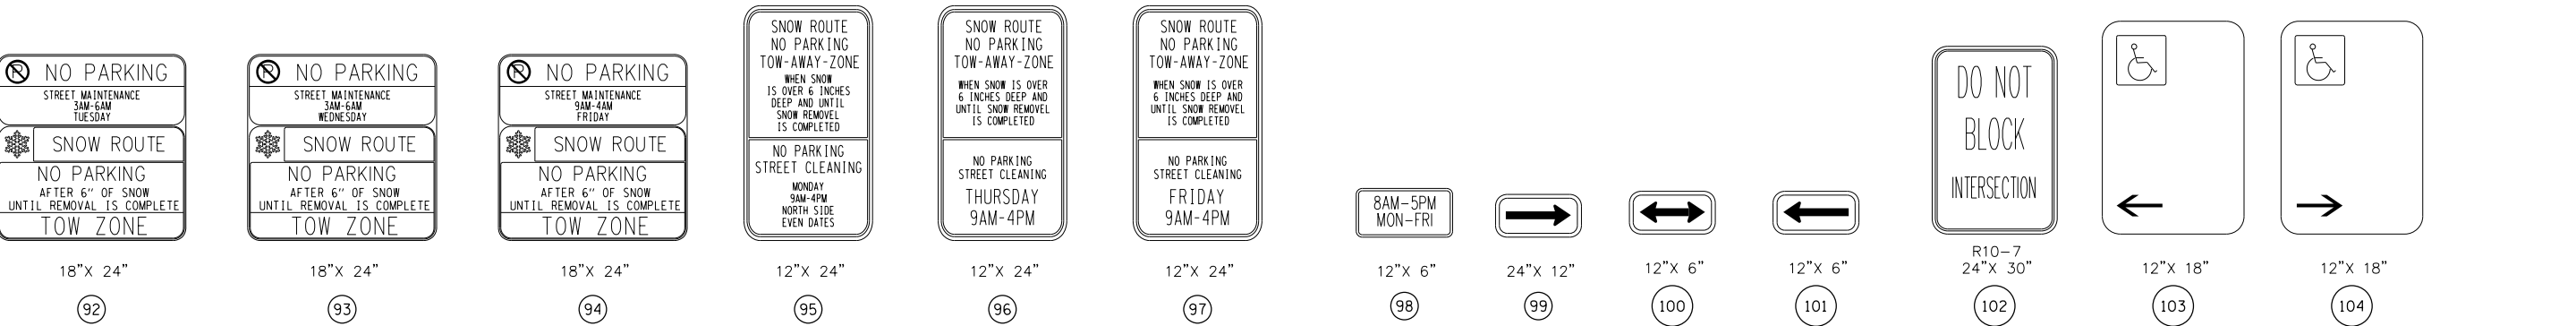 NO PARKING
STREET MAINTENANCE
3AM-6AM
TUESDAY
SNOW ROUTE
NO PARKING
AFTER 6" OF SNOW
UNTIL REMOVAL IS COMPLETE
TOW ZONE
18"X 24"
92
NO PARKING
STREET MAINTENANCE
3AM-6AM
WEDNESDAY
SNOW ROUTE
NO PARKING
AFTER 6" OF SNOW
UNTIL REMOVAL IS COMPLETE
TOW ZONE
18"X 24"
93
NO PARKING
STREET MAINTENANCE
9AM-4AM
FRIDAY
SNOW ROUTE
NO PARKING
AFTER 6" OF SNOW
UNTIL REMOVAL IS COMPLETE
TOW ZONE
18"X 24"
94
SNOW ROUTE
NO PARKING
TOW-AWAY-ZONE
WHEN SNOW
IS OVER 6 INCHES
DEEP AND UNTIL
SNOW REMOVEL
IS COMPLETED
NO PARKING
STREET CLEANING
MONDAY
9AM-4PM
NORTH SIDE
EVEN DATES
12"X 24"
95
SNOW ROUTE
NO PARKING
TOW-AWAY-ZONE
WHEN SNOW IS OVER
6 INCHES DEEP AND
UNTIL SNOW REMOVEL
IS COMPLETED
NO PARKING
STREET CLEANING
THURSDAY
9AM-4PM
12"X 24"
96
SNOW ROUTE
NO PARKING
TOW-AWAY-ZONE
WHEN SNOW IS OVER
6 INCHES DEEP AND
UNTIL SNOW REMOVEL
IS COMPLETED
NO PARKING
STREET CLEANING
FRIDAY
9AM-4PM
12"X 24"
97
8AM-5PM
MON-FRI
12"X 6"
98
24"X 12"
99
12"X 6"
100
12"X 6"
101
DO NOT
BLOCK
INTERSECTION
R10-7
24"X 30"
102
12"X 18"
103
12"X 18"
104